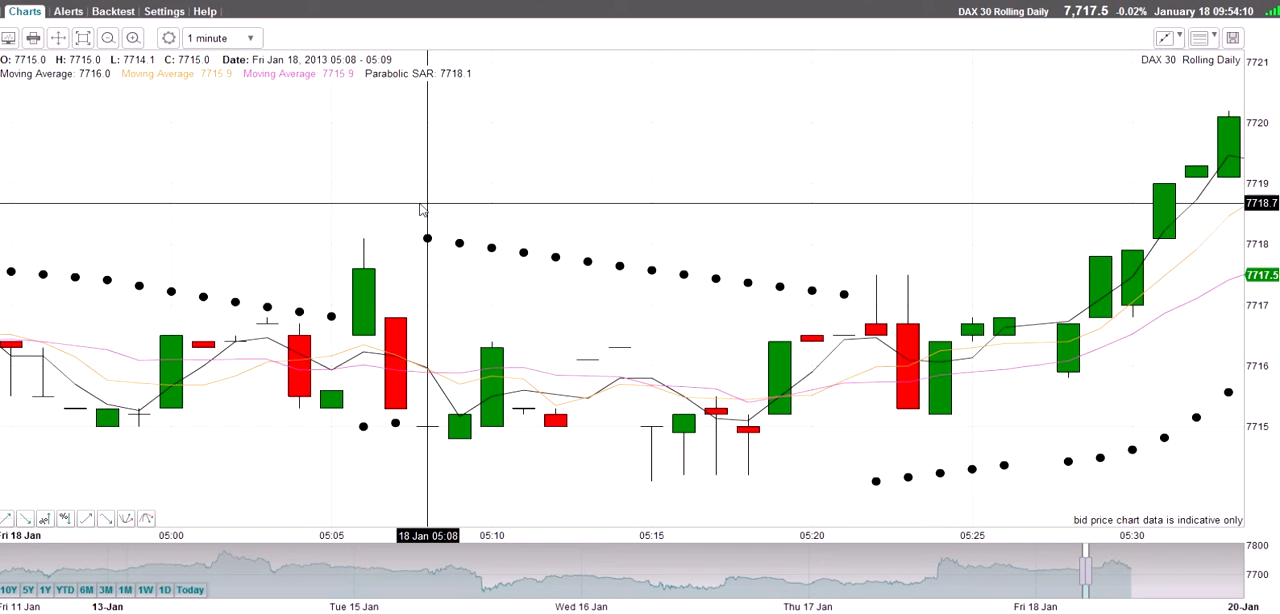 Charts Alerts Backtest Settings Help DAX 30 Rolling Daily 7,717.5 -0.02% January 18 09:54:10
1 minute
O: 7715.0 H: 7715.0 L: 7714.1 C: 7715.0 Date: Fri Jan 18, 2013 05:08 - 05:09 DAX 30 Rolling Daily
Moving Average: 7716.0 Moving Average 7715 9 Moving Average 7715 9 Parabolic SAR: 7718.1
7721
7720
7719
7718.7
7718
7717.5
7717
7716
7715
bid price chart data is indicative only
Fri 18 Jan 05:00 05:05 18 Jan 05:08 05:10 05:15 05:20 05:25 05:30
7800
7700
10Y 5Y 1Y YTD 6M 3M 1M 1W 1D Today
Fri 11 Jan 13-Jan Tue 15 Jan Wed 16 Jan Thu 17 Jan Fri 18 Jan 20-Jan